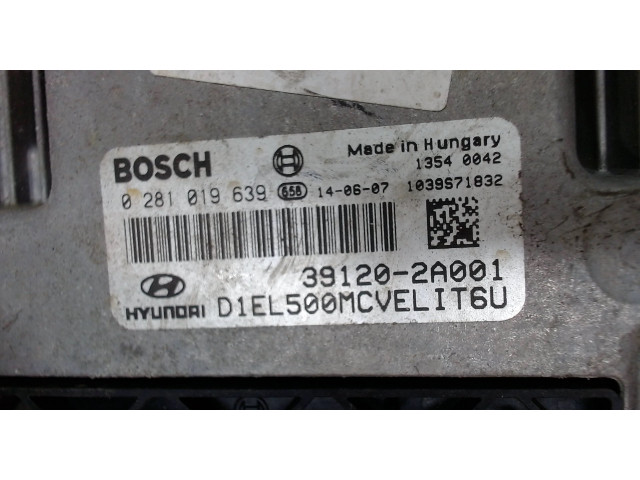 BOSCH
Made in Hungary
1354 0042
0 281 019 639 658 14-06-07 1039S71832
39120-2A001
HYUNDAI D1EL500MCVELIT6U